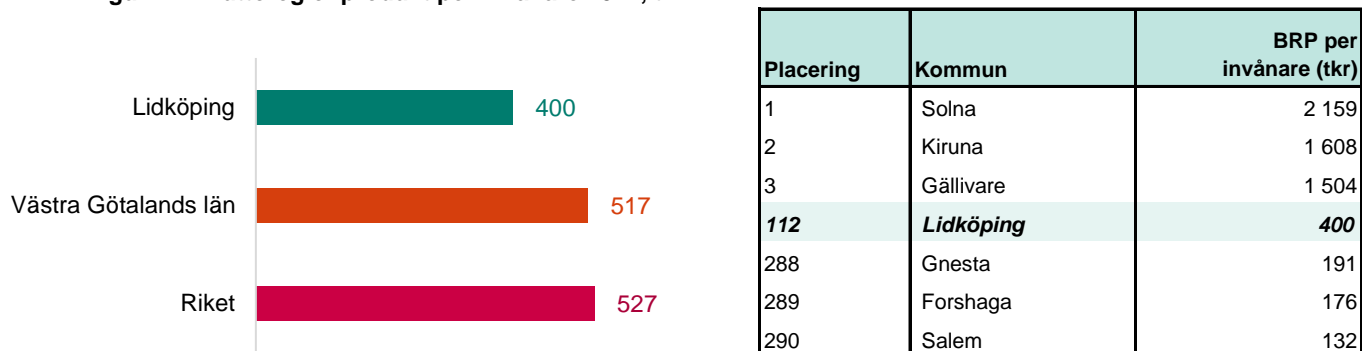 Lidköping 400
Västra Götalands län 517
Riket 527
Placering Kommun BRP per invånare (tkr)
1 Solna 2 159
2 Kiruna 1 608
3 Gällivare 1 504
112 Lidköping 400
288 Gnesta 191
289 Forshaga 176
290 Salem 132